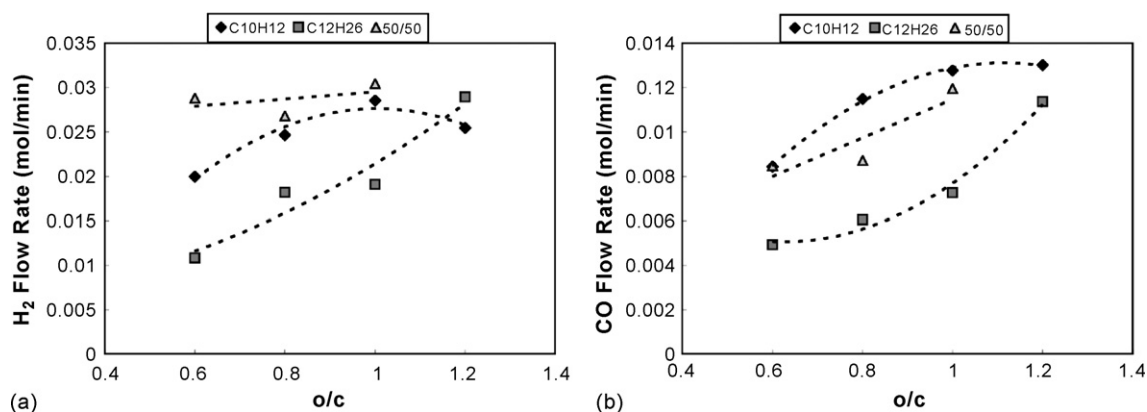 C10H12 C12H26 50/50
0.035
0.03
0.025
0.02
0.015
0.01
0.005
0
H2 Flow Rate (mol/min)
0.4 0.6 0.8 1 1.2 1.4
o/c
(a)
C10H12 C12H26 50/50
0.014
0.012
0.010
0.008
0.006
0.004
0.002
0
CO Flow Rate (mol/min)
0.4 0.6 0.8 1 1.2 1.4
o/c
(b)